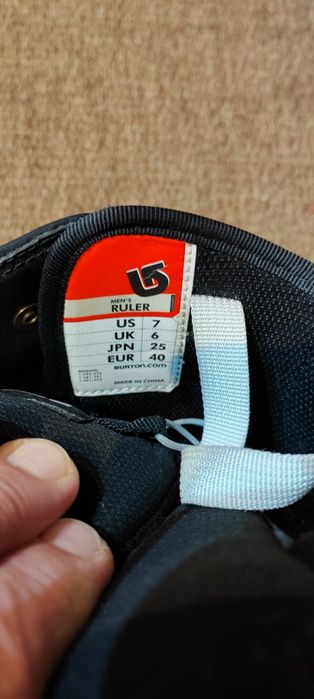 MEN'S
RULER
US 7
UK 6
JPN 25
EUR 40
BURTON.COM
MADE IN CHINA